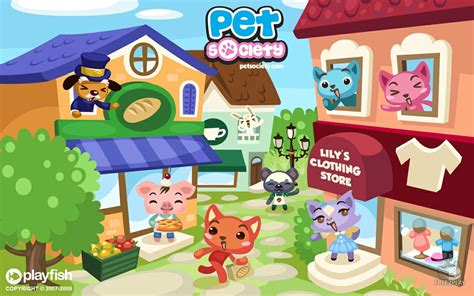 Pet
Society
petsociety.com
LILY'S
CLOTHING
STORE
playfish
COPYRIGHT © 2007-2009